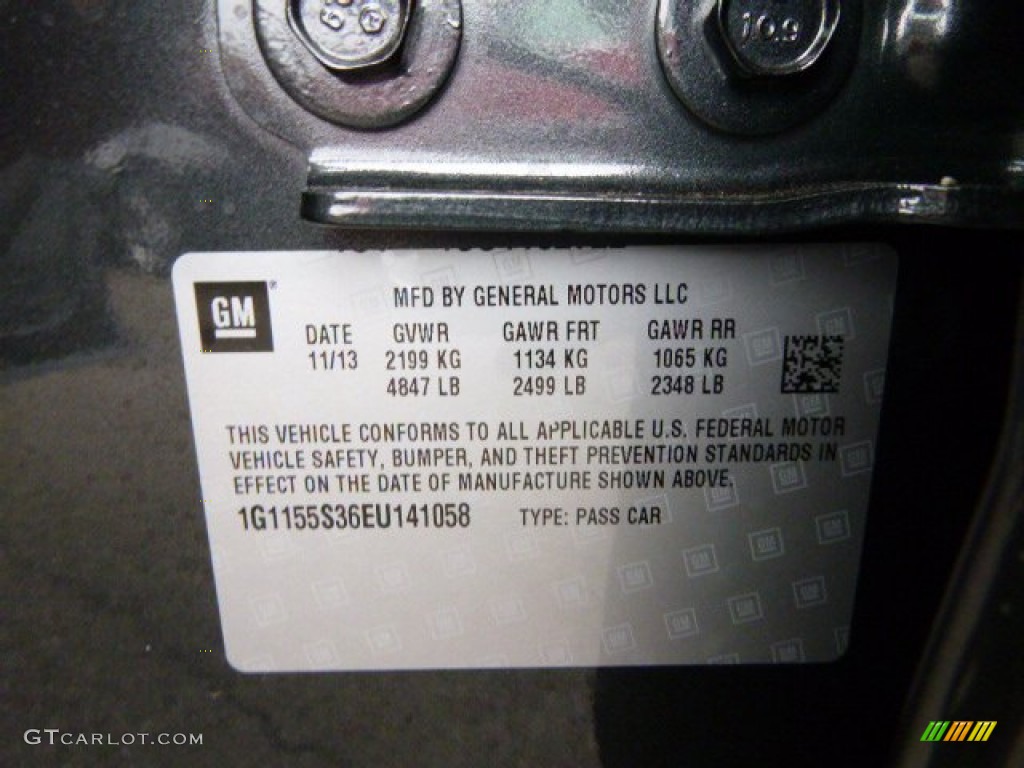 10.9
GM
MFD BY GENERAL MOTORS LLC
DATE GVWR GAWR FRT GAWR RR
11/13 2199 KG 1134 KG 1065 KG
4847 LB 2499 LB 2348 LB
THIS VEHICLE CONFORMS TO ALL APPLICABLE U.S. FEDERAL MOTOR
VEHICLE SAFETY, BUMPER, AND THEFT PREVENTION STANDARDS IN
EFFECT ON THE DATE OF MANUFACTURE SHOWN ABOVE.
1G1155S36EU141058 TYPE: PASS CAR
GTCARLOT.COM